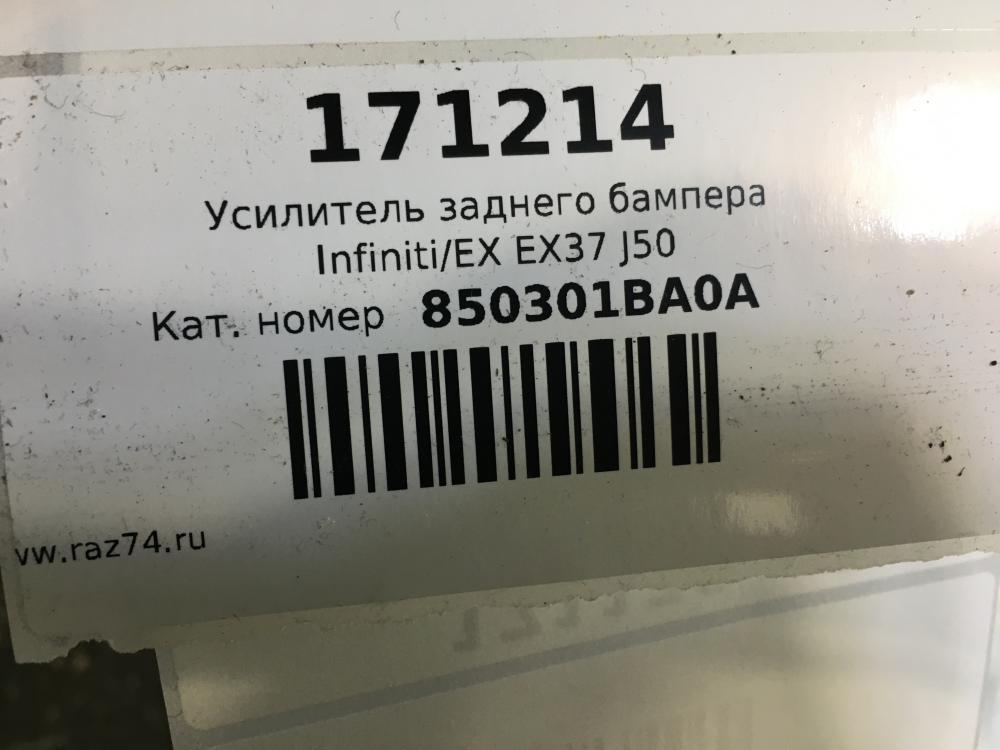 171214
Усилитель заднего бампера
Infiniti/EX EX37 J50
Кат. номер 850301BA0A
vw.raz74.ru